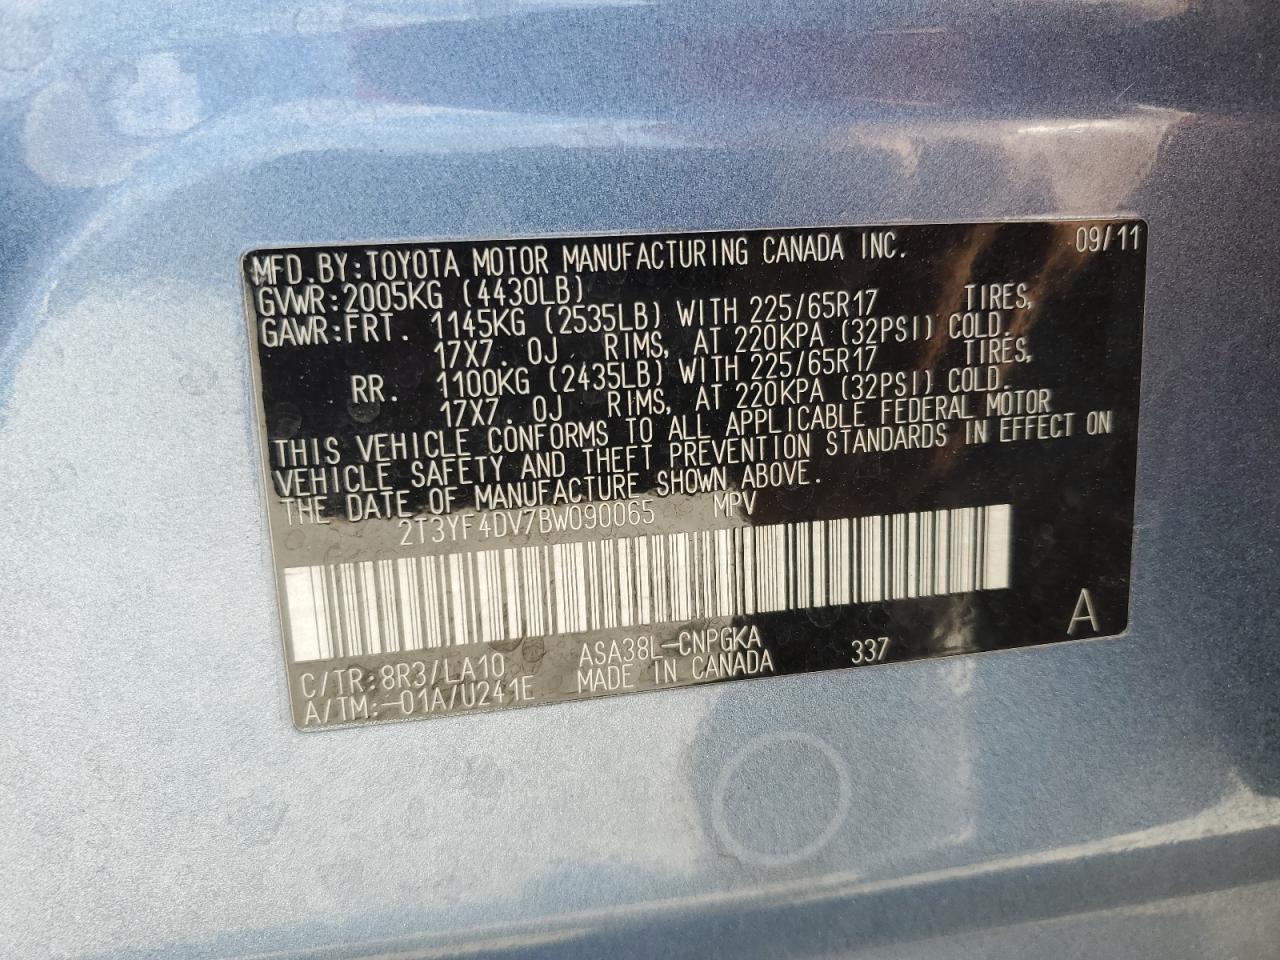 MFD. BY: TOYOTA MOTOR MANUFACTURING CANADA INC. 09/11
GVWR: 2005KG (4430LB)
GAWR: FRT. 1145KG (2535LB) WITH 225/65R17 TIRES,
17X7. 0J RIMS, AT 220KPA (32PSI) COLD.
RR. 1100KG (2435LB) WITH 225/65R17 TIRES,
17X7. 0J RIMS, AT 220KPA (32PSI) COLD.
THIS VEHICLE CONFORMS TO ALL APPLICABLE FEDERAL MOTOR
VEHICLE SAFETY AND THEFT PREVENTION STANDARDS IN EFFECT ON
THE DATE OF MANUFACTURE SHOWN ABOVE.
2T3YF4DV7BW090065 MPV
A
C/TR: 8R3/LA10 ASA38L-CNPGKA 337
A/TM: -01A/U241E MADE IN CANADA